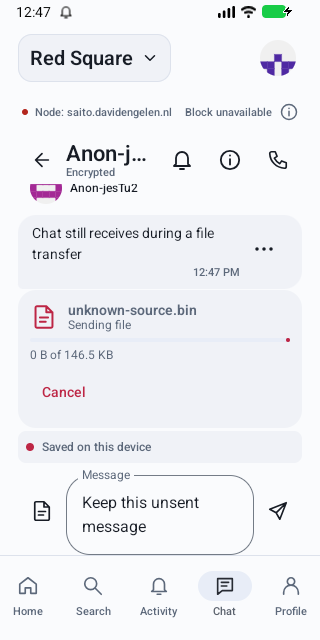 12:47
Red Square
Node: saito.davidengelen.nl Block unavailable
Anon-j...
Encrypted
Anon-jesTu2
Chat still receives during a file
transfer
12:47 PM
unknown-source.bin
Sending file
0 B of 146.5 KB
Cancel
Saved on this device
Message
Keep this unsent
message
Home Search Activity Chat Profile